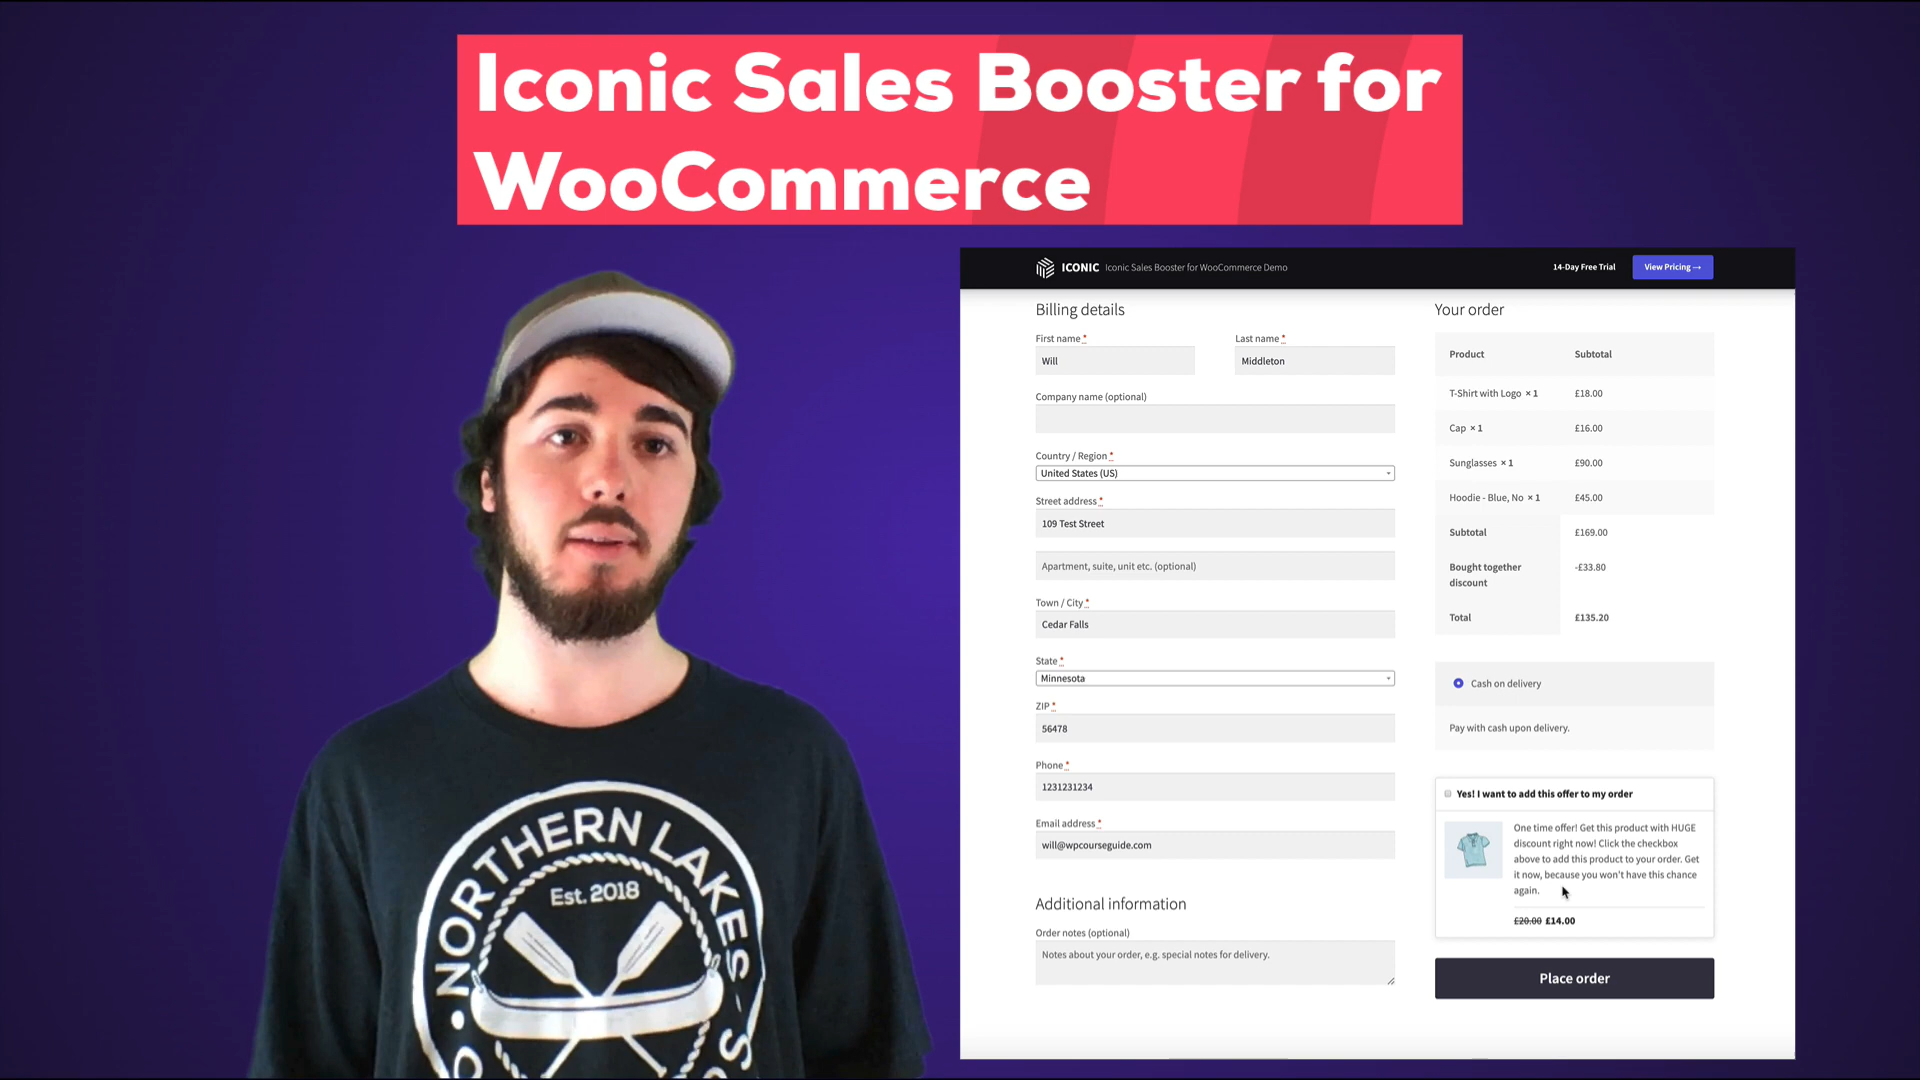 Iconic Sales Booster for
WooCommerce
ICONIC Iconic Sales Booster for WooCommerce Demo
14-Day Free Trial
View Pricing →
Billing details
First name *
Will
Last name *
Middleton
Company name (optional)
Country / Region *
United States (US)
Street address *
109 Test Street
Apartment, suite, unit etc. (optional)
Town / City *
Cedar Falls
State *
Minnesota
ZIP *
56478
Phone *
1231231234
Email address *
will@wpcourseguide.com
Additional information
Order notes (optional)
Notes about your order, e.g. special notes for delivery.
Your order
Product Subtotal
T-Shirt with Logo × 1 £18.00
Cap × 1 £16.00
Sunglasses × 1 £90.00
Hoodie - Blue, No × 1 £45.00
Subtotal £169.00
Bought together -£33.80
discount
Total £135.20
Cash on delivery
Pay with cash upon delivery.
Yes! I want to add this offer to my order
One time offer! Get this product with HUGE
discount right now! Click the checkbox
above to add this product to your order. Get
it now, because you won't have this chance
again.
£20.00 £14.00
Place order
NORTHERN LAKES
Est. 2018